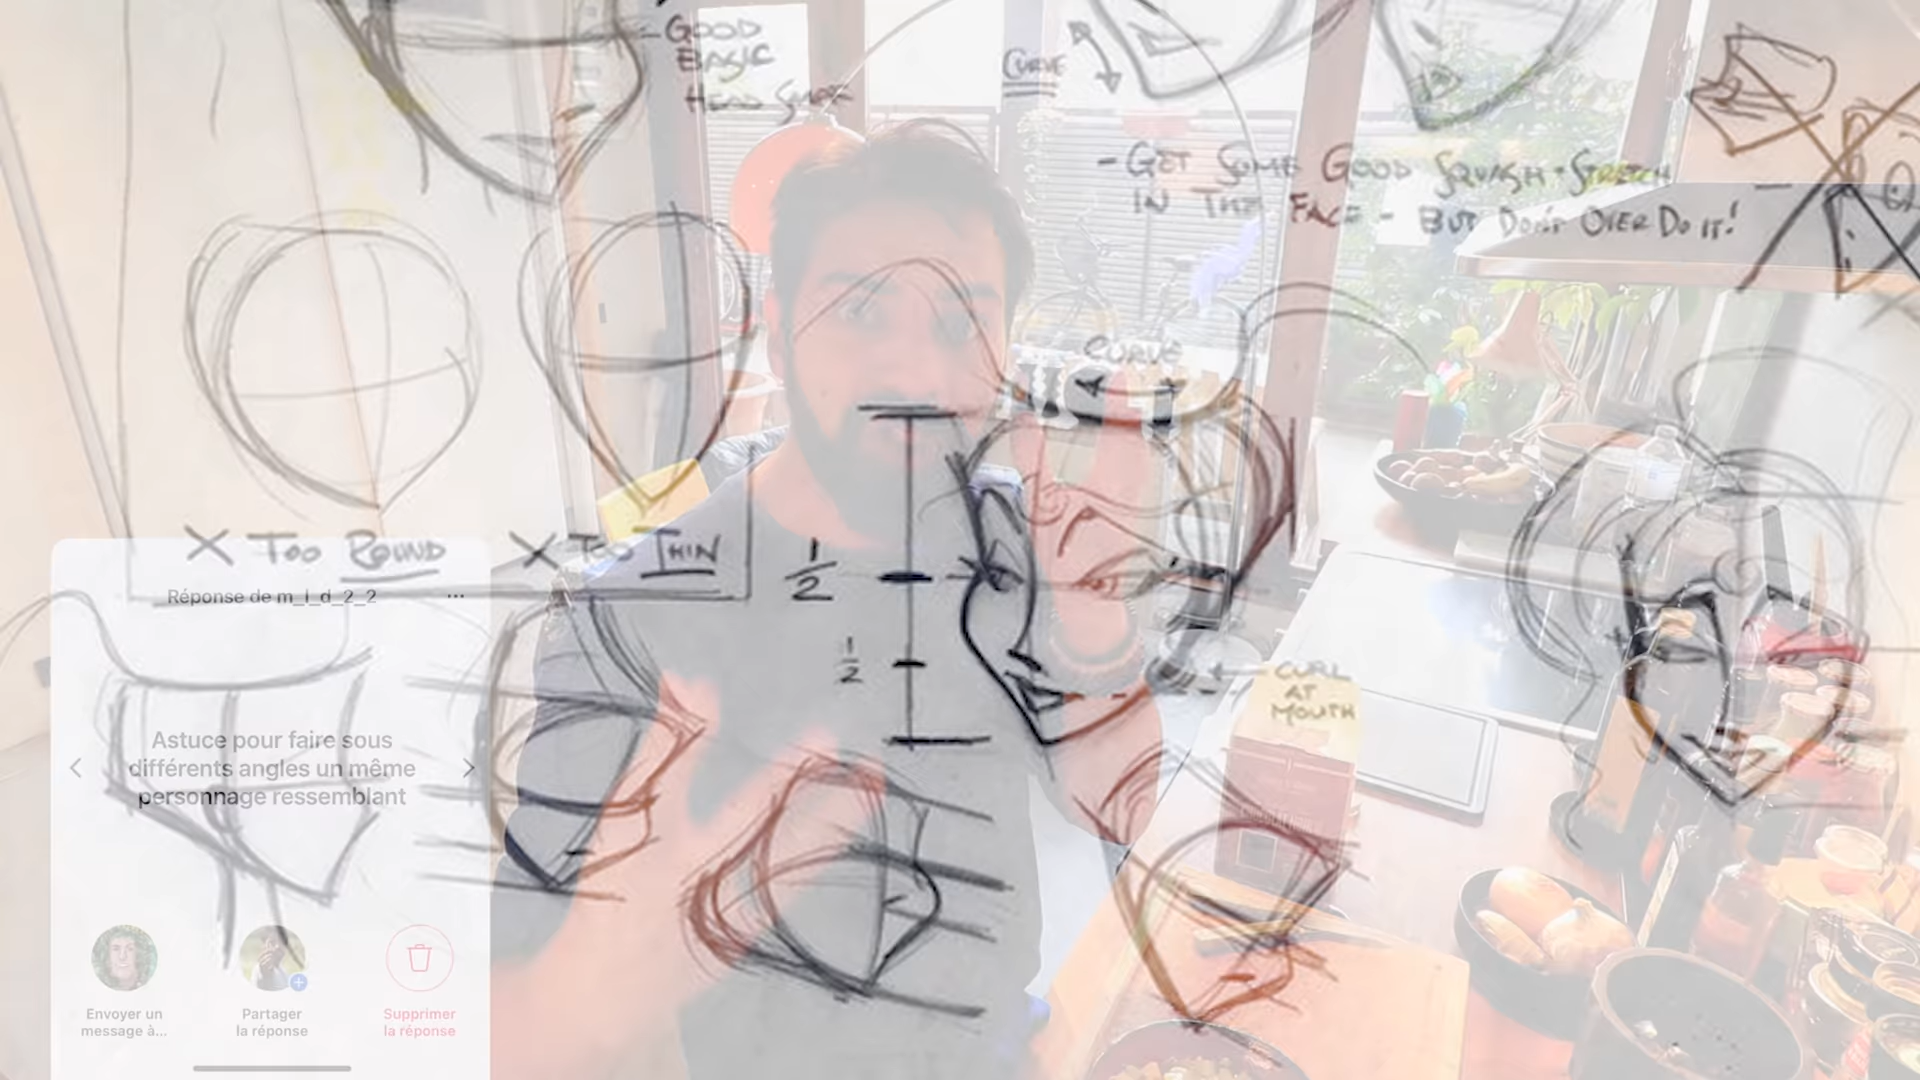 - GOOD
BASIC
HEAD SHAPE
CURVE
- GET SOME GOOD SQUASH + STRETCH
IN THE FACE - BUT DON'T OVER DO IT!
CURVE
X TOO ROUND
X TOO THIN
1/2
1/2
CURL
AT
MOUTH
Réponse de m_i_d_2_2
...
Astuce pour faire sous
différents angles un même
personnage ressemblant
Envoyer un
message à...
Partager
la réponse
Supprimer
la réponse